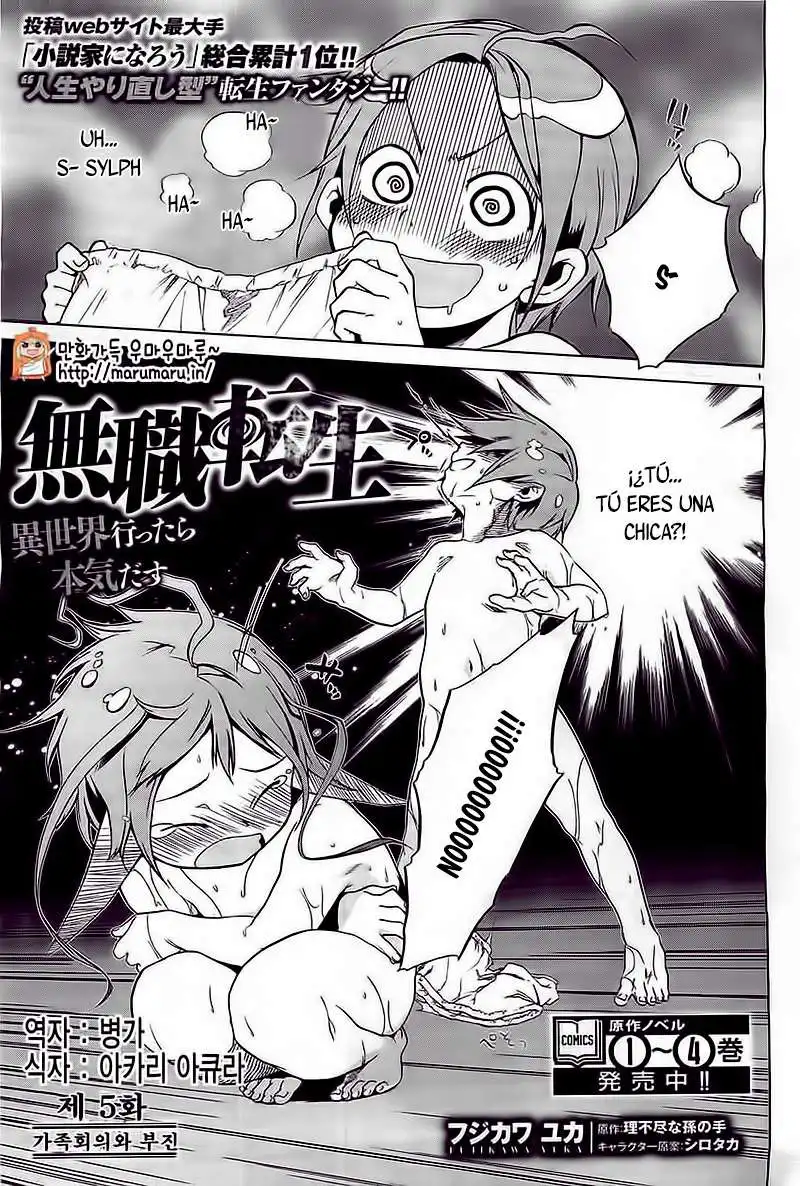 投稿webサイト最大手
「小説家になろう」総合累計1位!!
"人生やり直し型"転生ファンタジー!!
UH...
S- SYLPH
HA~
HA~
HA~
HA~
S-
만화가득 우마우마루~
http://marumaru.in/
無職転生
異世界行ったら
本気だす
¡¿TÚ...
TÚ ERES UNA
CHICA?!
NOOOOOOOOOO!!!
역자 : 병가
식자 : 아카리 아큐라
제 5화
가족회의와 부진
COMICS
原作ノベル
①~④巻
発売中!!
フジカワ ユカ
FUJIKAWA YUKA
原作:理不尽な孫の手
キャラクター原案:シロタカ
1